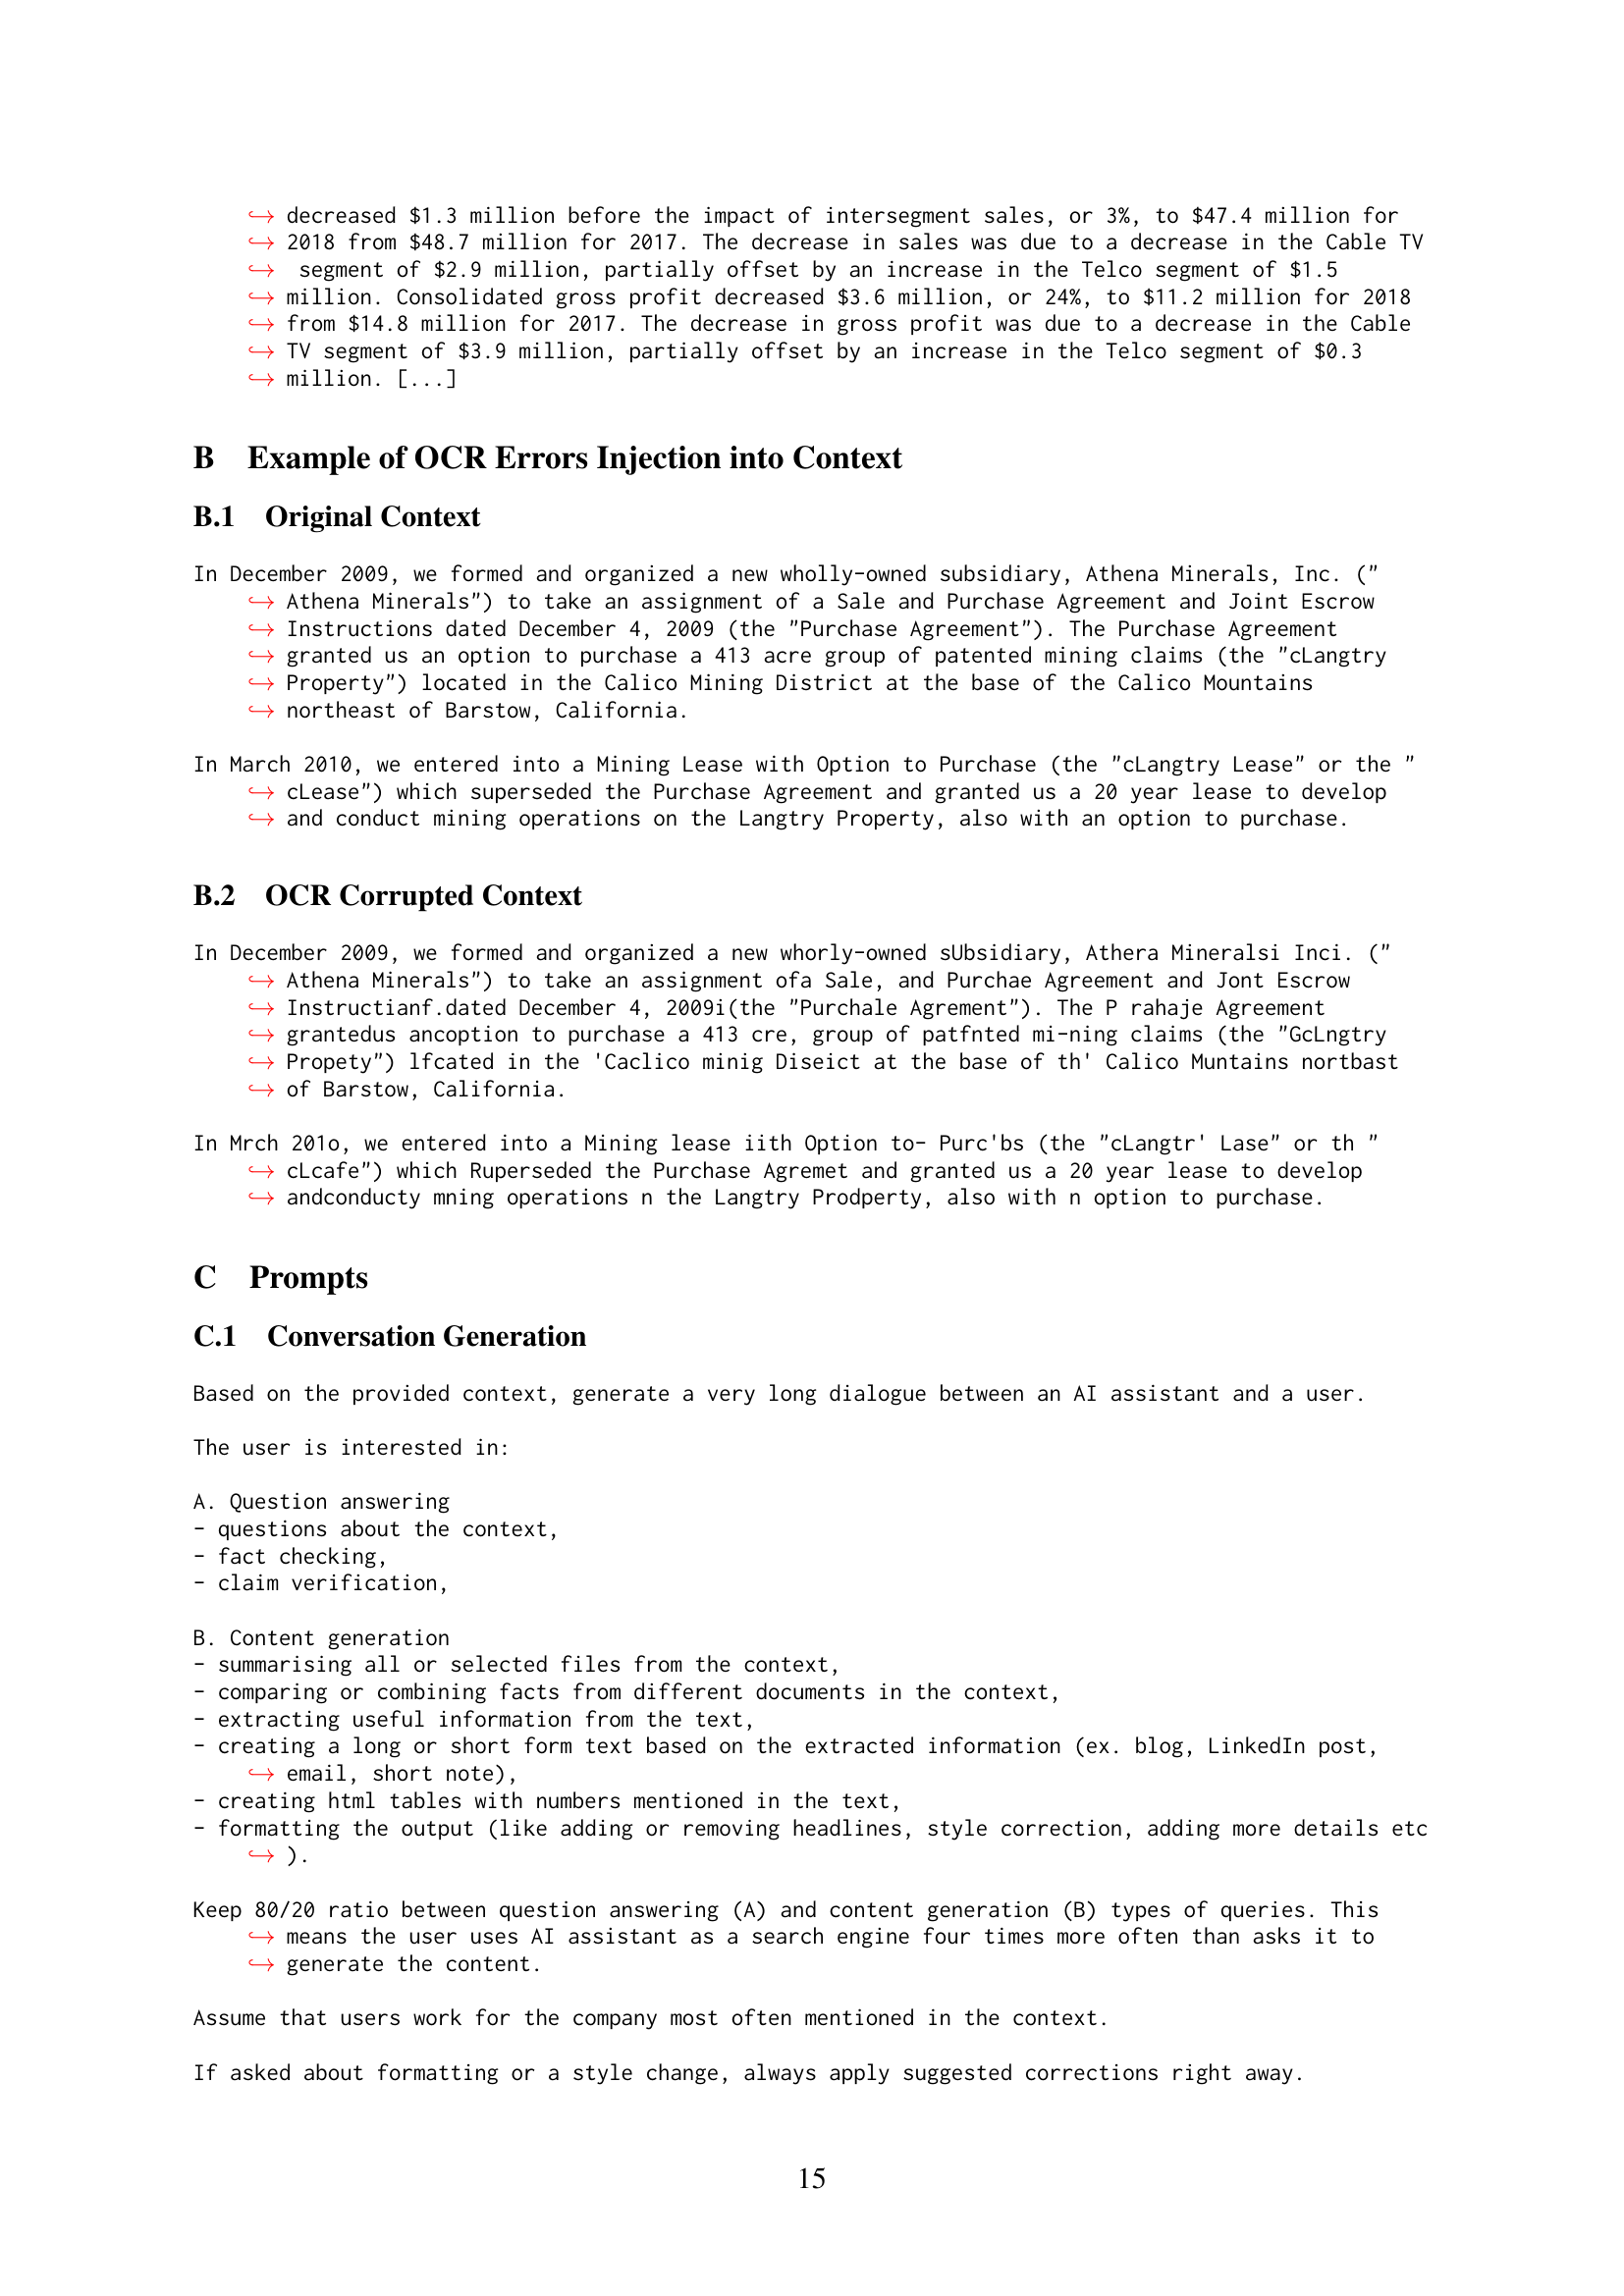 ↪ decreased $1.3 million before the impact of intersegment sales, or 3%, to $47.4 million for
↪ 2018 from $48.7 million for 2017. The decrease in sales was due to a decrease in the Cable TV
↪ segment of $2.9 million, partially offset by an increase in the Telco segment of $1.5
↪ million. Consolidated gross profit decreased $3.6 million, or 24%, to $11.2 million for 2018
↪ from $14.8 million for 2017. The decrease in gross profit was due to a decrease in the Cable
↪ TV segment of $3.9 million, partially offset by an increase in the Telco segment of $0.3
↪ million. [...]
B Example of OCR Errors Injection into Context
B.1 Original Context
In December 2009, we formed and organized a new wholly-owned subsidiary, Athena Minerals, Inc. ("
↪ Athena Minerals") to take an assignment of a Sale and Purchase Agreement and Joint Escrow
↪ Instructions dated December 4, 2009 (the "Purchase Agreement"). The Purchase Agreement
↪ granted us an option to purchase a 413 acre group of patented mining claims (the "cLangtry
↪ Property") located in the Calico Mining District at the base of the Calico Mountains
↪ northeast of Barstow, California.
In March 2010, we entered into a Mining Lease with Option to Purchase (the "cLangtry Lease" or the "
↪ cLease") which superseded the Purchase Agreement and granted us a 20 year lease to develop
↪ and conduct mining operations on the Langtry Property, also with an option to purchase.
B.2 OCR Corrupted Context
In December 2009, we formed and organized a new whorly-owned sUbsidiary, Athera Mineralsi Inci. ("
↪ Athena Minerals") to take an assignment ofa Sale, and Purchae Agreement and Jont Escrow
↪ Instructianf.dated December 4, 2009i(the "Purchale Agrement"). The P rahaje Agreement
↪ grantedus ancoption to purchase a 413 cre, group of patfnted mi-ning claims (the "GcLngtry
↪ Propety") lfcated in the 'Caclico minig Diseict at the base of th' Calico Muntains nortbast
↪ of Barstow, California.
In Mrch 201o, we entered into a Mining lease iith Option to- Purc'bs (the "cLangtr' Lase" or th "
↪ cLcafe") which Ruperseded the Purchase Agremet and granted us a 20 year lease to develop
↪ andconducty mning operations n the Langtry Prodperty, also with n option to purchase.
C Prompts
C.1 Conversation Generation
Based on the provided context, generate a very long dialogue between an AI assistant and a user.
The user is interested in:
A. Question answering
- questions about the context,
- fact checking,
- claim verification,
B. Content generation
- summarising all or selected files from the context,
- comparing or combining facts from different documents in the context,
- extracting useful information from the text,
- creating a long or short form text based on the extracted information (ex. blog, LinkedIn post,
↪ email, short note),
- creating html tables with numbers mentioned in the text,
- formatting the output (like adding or removing headlines, style correction, adding more details etc
↪ ).
Keep 80/20 ratio between question answering (A) and content generation (B) types of queries. This
↪ means the user uses AI assistant as a search engine four times more often than asks it to
↪ generate the content.
Assume that users work for the company most often mentioned in the context.
If asked about formatting or a style change, always apply suggested corrections right away.
15